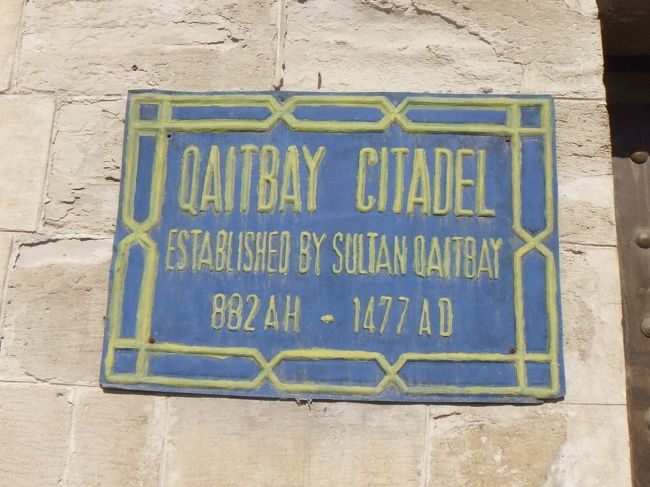 QAITBAY CITADEL
ESTABLISHED BY SULTAN QAITBAY
882 AH - 1477 AD